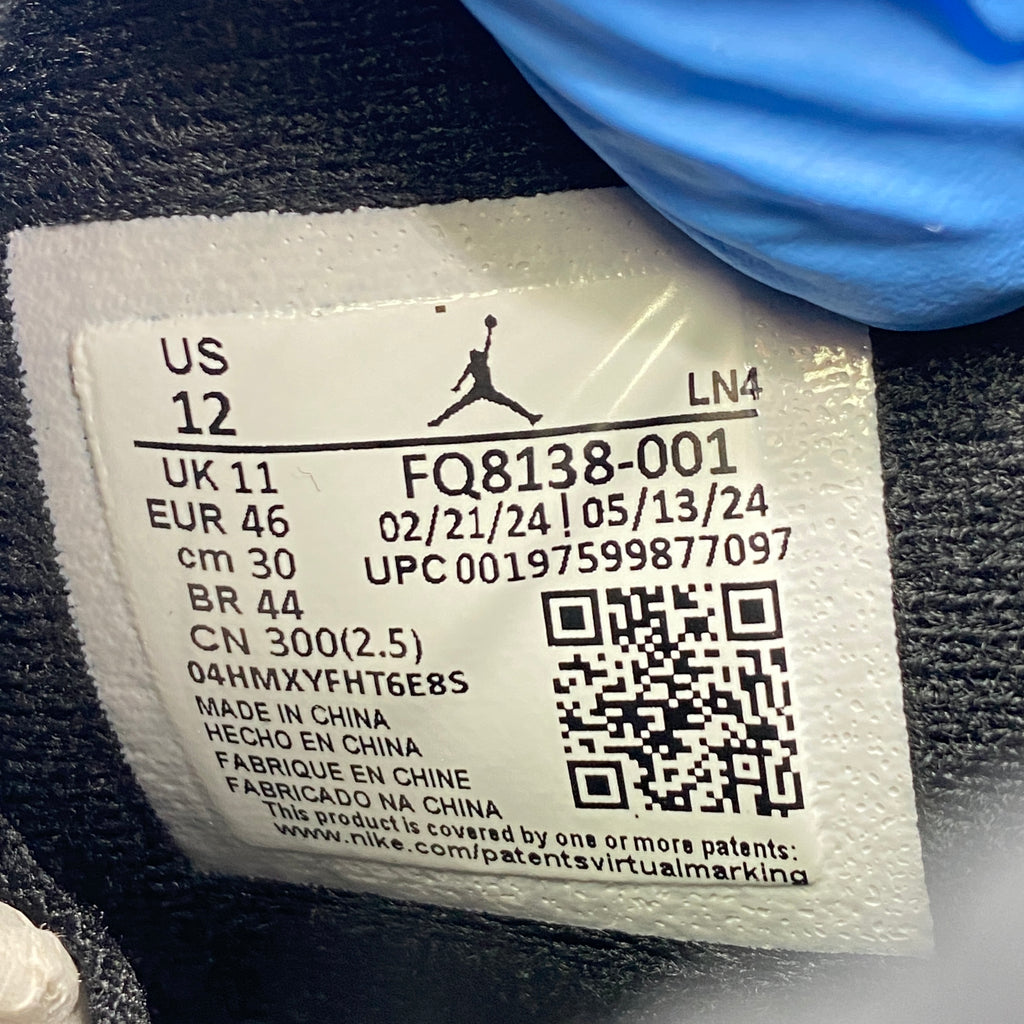 US
12
LN4
UK 11
FQ8138-001
EUR 46
02/21/24 | 05/13/24
cm 30
UPC 00197599877097
BR 44
CN 300(2.5)
04HMXYFHT6E8S
MADE IN CHINA
HECHO EN CHINA
FABRIQUE EN CHINE
FABRICADO NA CHINA
This product is covered by one or more patents:
www.nike.com/patentsvirtualmarking